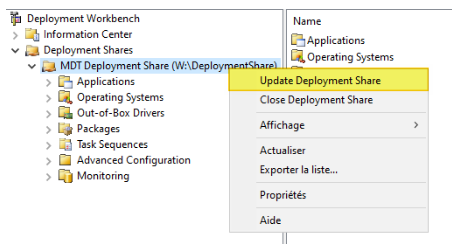 Deployment Workbench
Information Center
Deployment Shares
MDT Deployment Share (W:\DeploymentShare)
Applications
Operating Systems
Out-of-Box Drivers
Packages
Task Sequences
Advanced Configuration
Monitoring
Name
Applications
Operating Systems
Update Deployment Share
Close Deployment Share
Affichage
Actualiser
Exporter la liste...
Propriétés
Aide